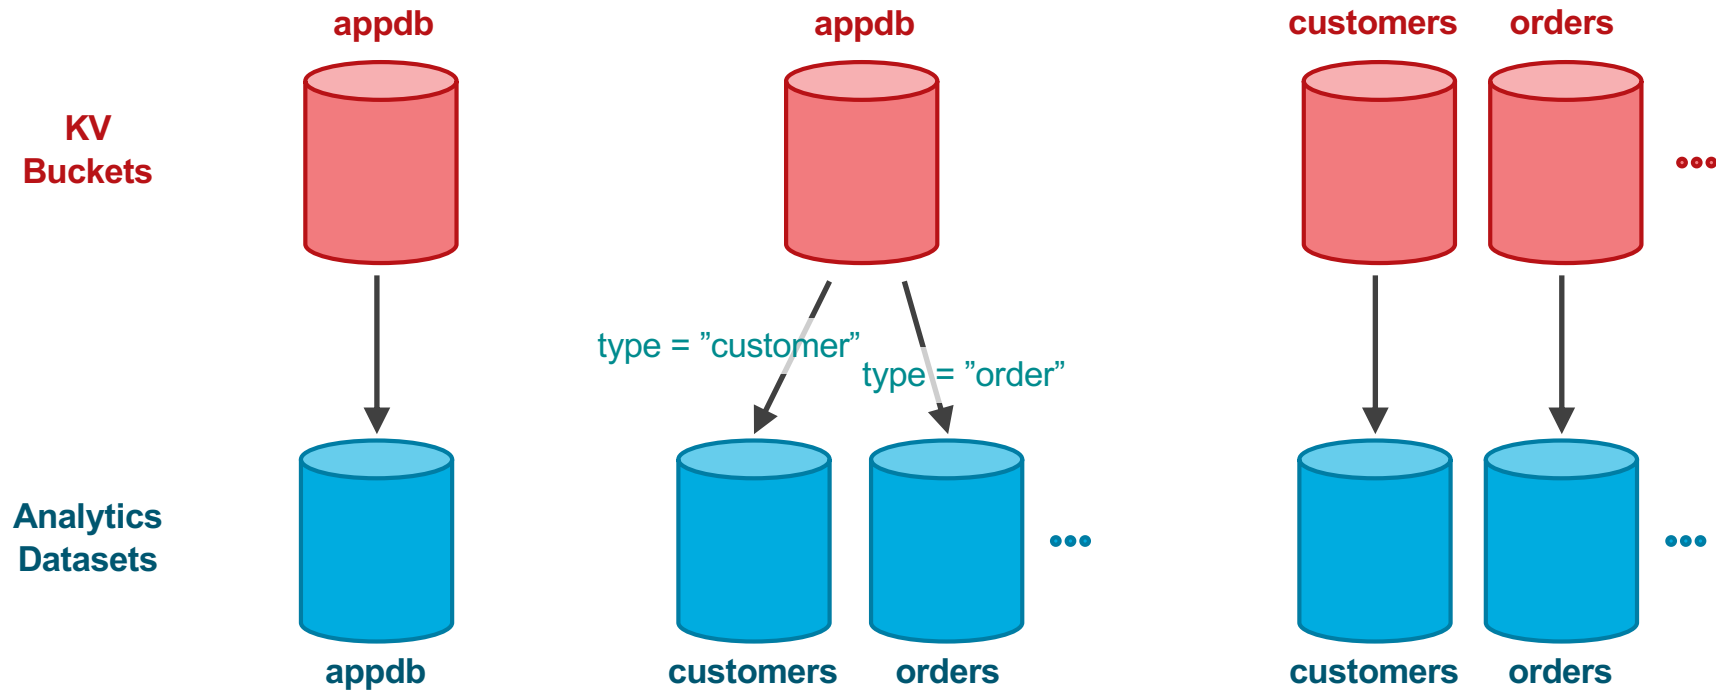 appdb
appdb
customers
orders
KV
Buckets
type = ”customer”
type = ”order”
Analytics
Datasets
appdb
customers
orders
customers
orders